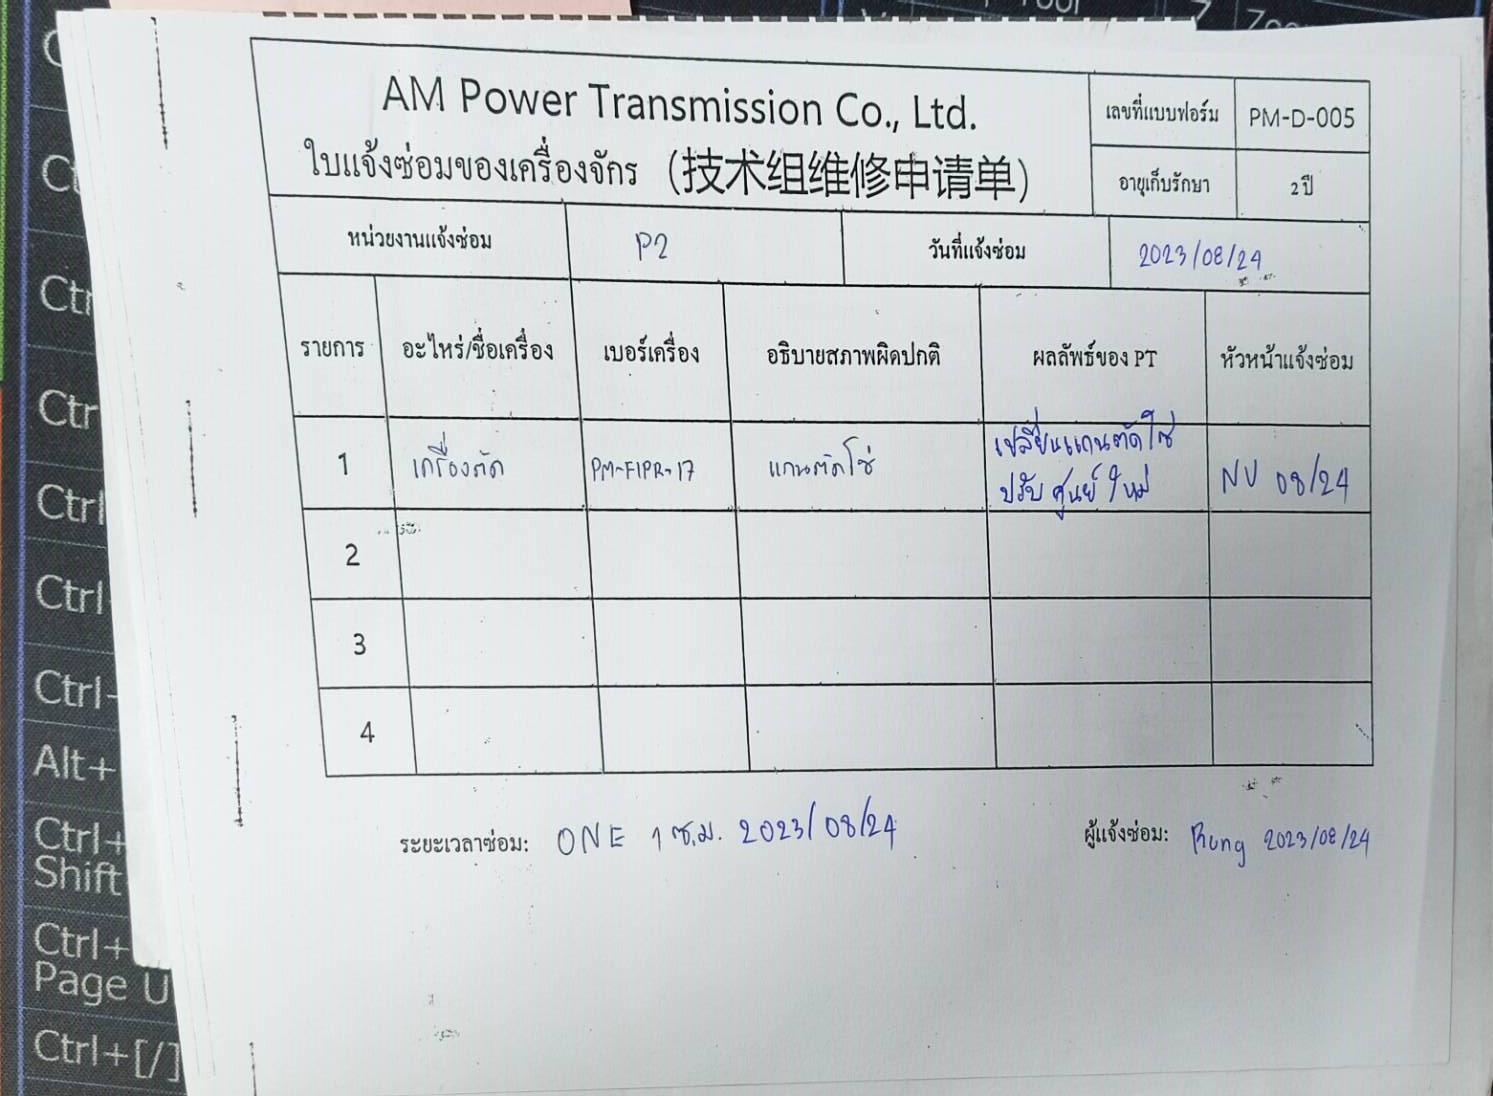 AM Power Transmission Co., Ltd.
ใบแจ้งซ่อมของเครื่องจักร (技术组维修申请单)
เลขที่แบบฟอร์ม PM-D-005
อายุเก็บรักษา 2 ปี
หน่วยงานแจ้งซ่อม P2 วันที่แจ้งซ่อม 2023/08/24
รายการ อะไหร่/ชื่อเครื่อง เบอร์เครื่อง อธิบายสภาพผิดปกติ ผลลัพธ์ของ PT หัวหน้าแจ้งซ่อม
1 เครื่องตัด PM-FIPR-17 แกนตัดโซ่ เปลี่ยนแกนตัดโซ่ NU 08/24
ปรับศูนย์ใหม่
2
3
4
ระยะเวลาซ่อม: ONE 1 ช.ม. 2023/08/24 ผู้แจ้งซ่อม: Rung 2023/08/24
Ctrl
Ctrl
Ctrl-
Alt+
Ctrl+
Shift
Ctrl+
Page U
Ctrl+[/]